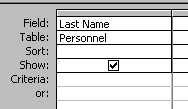 Field: Last Name
Table: Personnel
Sort:
Show:
Criteria:
or: